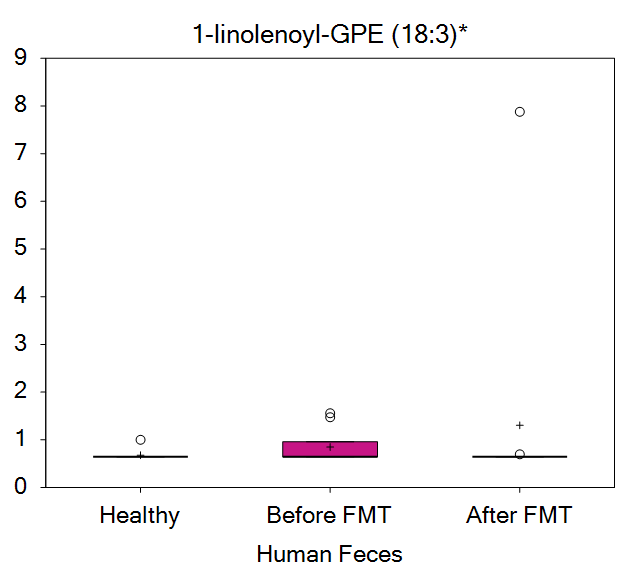 1-linolenoyl-GPE (18:3)*
9
8
7
6
5
4
3
2
1
0
Healthy
Before FMT
After FMT
Human Feces